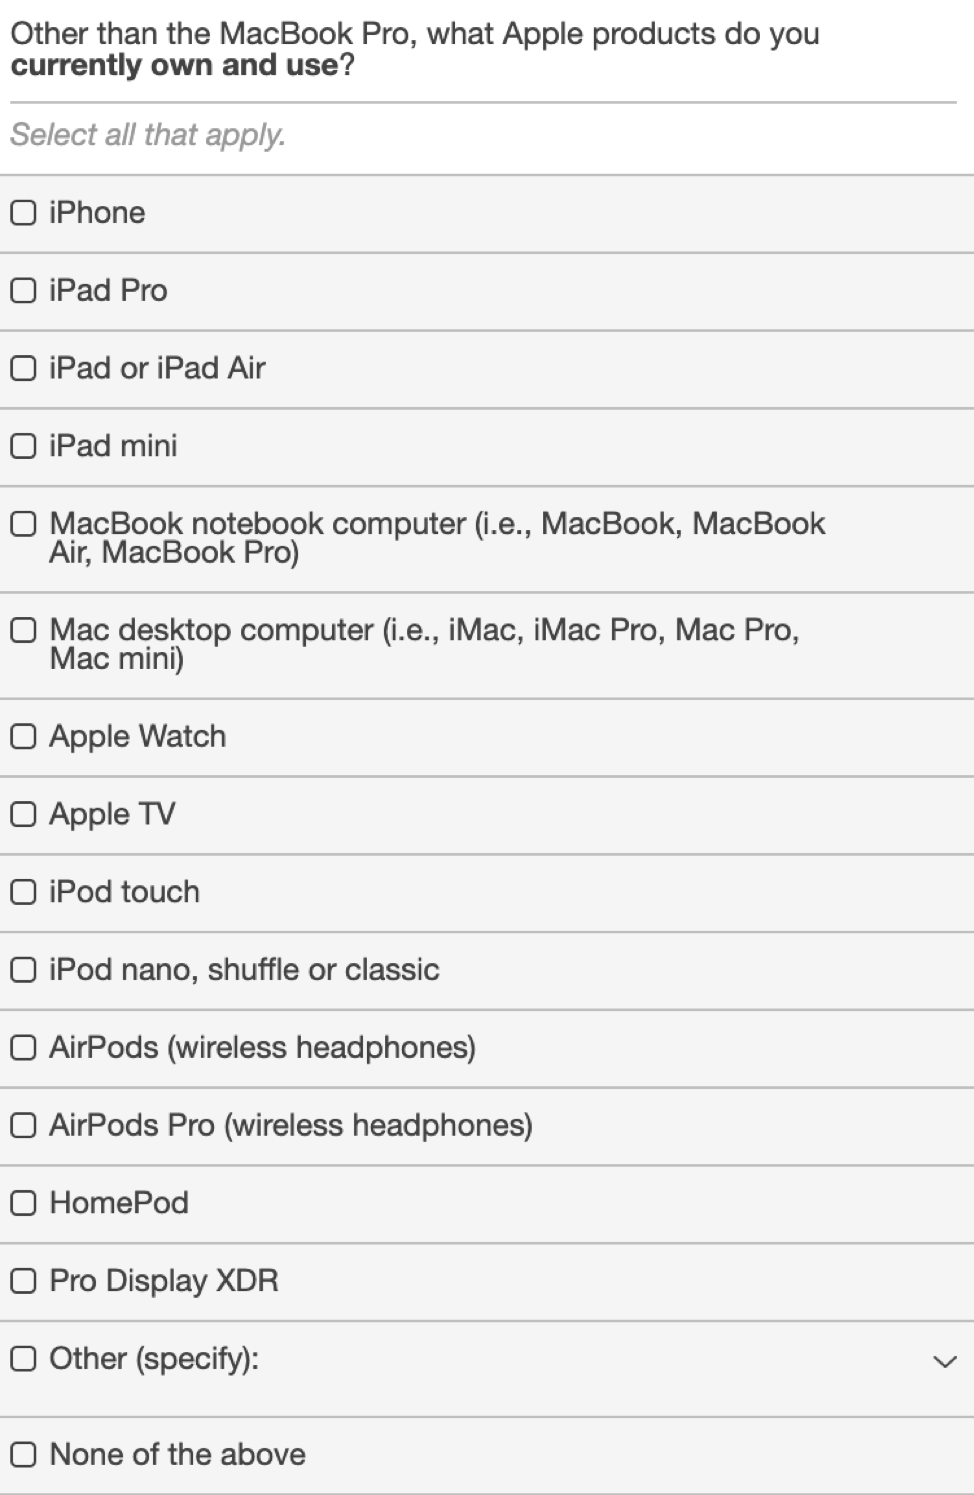 Other than the MacBook Pro, what Apple products do you
currently own and use?
Select all that apply.
iPhone
iPad Pro
iPad or iPad Air
iPad mini
MacBook notebook computer (i.e., MacBook, MacBook
Air, MacBook Pro)
Mac desktop computer (i.e., iMac, iMac Pro, Mac Pro,
Mac mini)
Apple Watch
Apple TV
iPod touch
iPod nano, shuffle or classic
AirPods (wireless headphones)
AirPods Pro (wireless headphones)
HomePod
Pro Display XDR
Other (specify):
None of the above